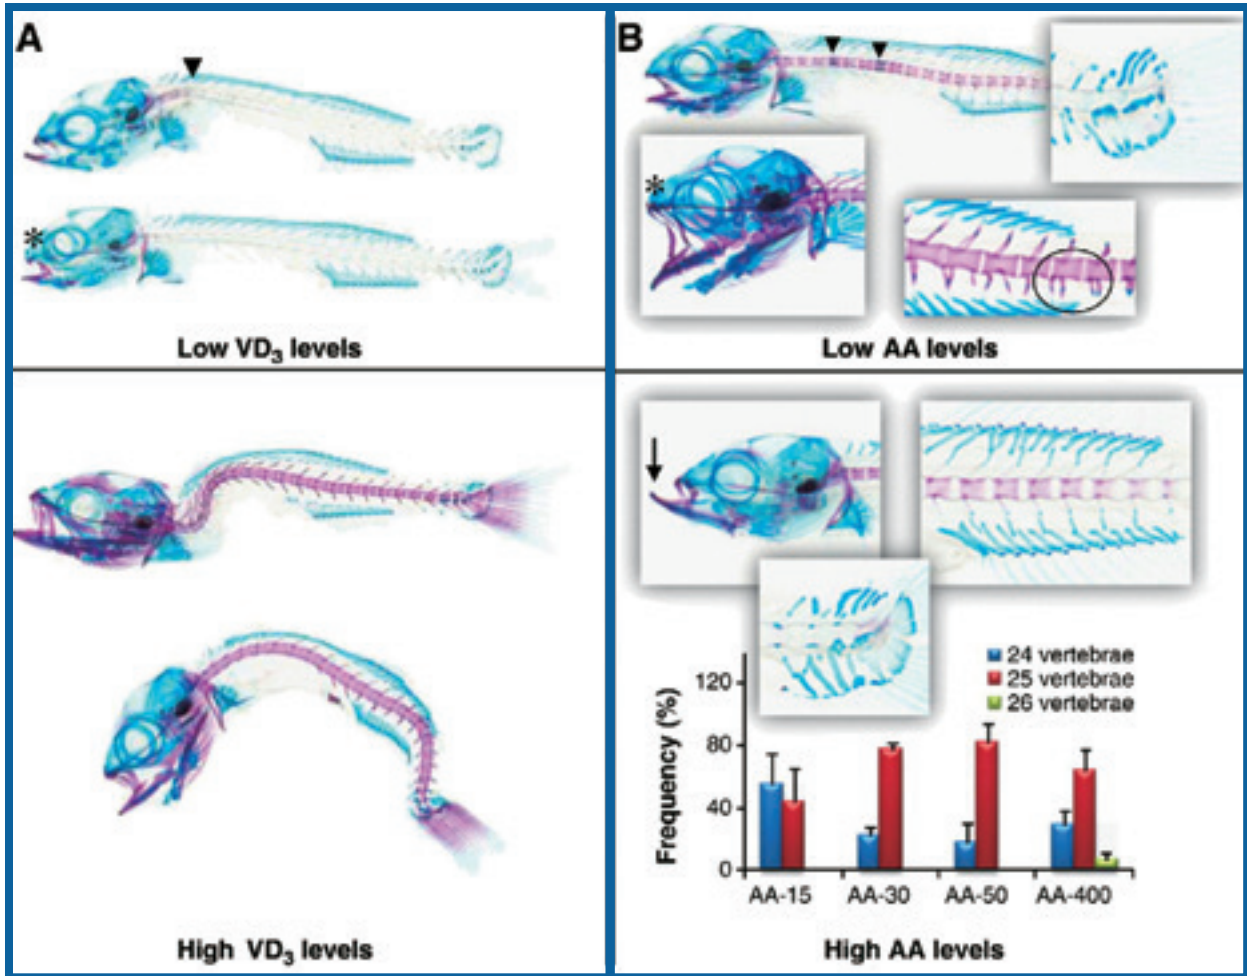 A
*
Low VD₃ levels
High VD₃ levels
B
*
Low AA levels
24 vertebrae
25 vertebrae
26 vertebrae
Frequency (%)
120
80
40
0
AA-15 AA-30 AA-50 AA-400
High AA levels